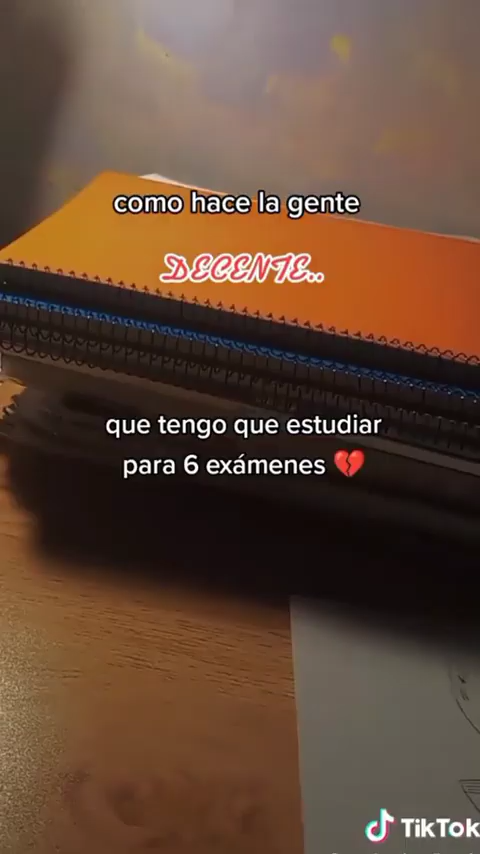 como hace la gente
DECENTE..
que tengo que estudiar
para 6 exámenes 💔
TikTok